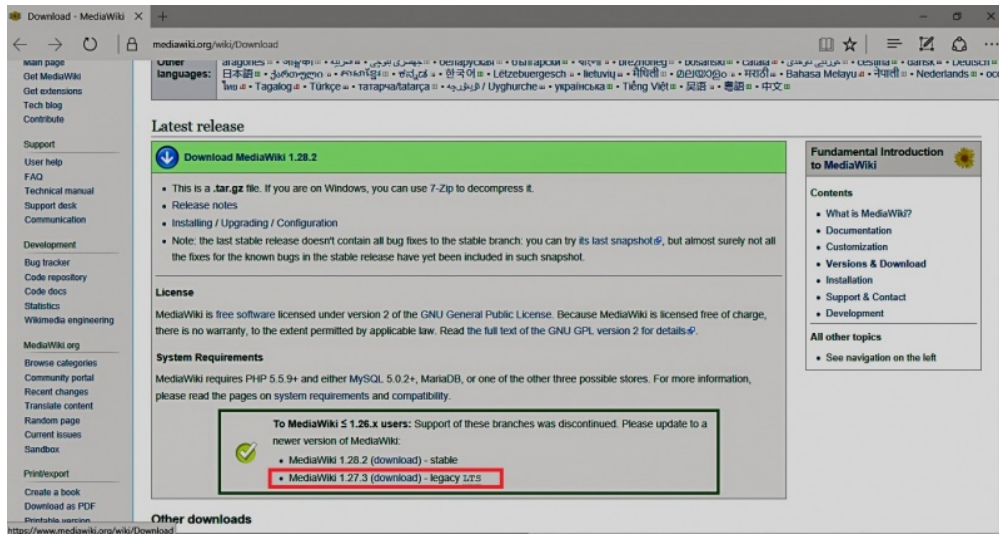 Download - MediaWiki
mediawiki.org/wiki/Download
Main page
Get MediaWiki
Get extensions
Tech blog
Contribute
Support
User help
FAQ
Technical manual
Support desk
Communication
Development
Bug tracker
Code repository
Code docs
Statistics
Wikimedia engineering
MediaWiki.org
Browse categories
Community portal
Recent changes
Translate content
Random page
Current issues
Sandbox
Print/export
Create a book
Download as PDF
Printable version
https://www.mediawiki.org/wiki/Download
Other
languages:
日本語 • ქართული • • ಕನ್ನಡ • 한국어 • Lëtzebuergesch • lietuvių • मैथिली • മലയാളം • मराठी • Bahasa Melayu • नेपाली • Nederlands •
ไทย • Tagalog • Türkçe • татарча/tatarça • / Uyghurche • українська • Tiếng Việt • 吴语 • 粵語 • 中文
Latest release
Download MediaWiki 1.28.2
• This is a .tar.gz file. If you are on Windows, you can use 7-Zip to decompress it.
• Release notes
• Installing / Upgrading / Configuration
• Note: the last stable release doesn't contain all bug fixes to the stable branch: you can try its last snapshot, but almost surely not all
the fixes for the known bugs in the stable release have yet been included in such snapshot.
License
MediaWiki is free software licensed under version 2 of the GNU General Public License. Because MediaWiki is licensed free of charge,
there is no warranty, to the extent permitted by applicable law. Read the full text of the GNU GPL version 2 for details.
System Requirements
MediaWiki requires PHP 5.5.9+ and either MySQL 5.0.2+, MariaDB, or one of the other three possible stores. For more information,
please read the pages on system requirements and compatibility.
To MediaWiki ≤ 1.26.x users: Support of these branches was discontinued. Please update to a
newer version of MediaWiki:
• MediaWiki 1.28.2 (download) - stable
• MediaWiki 1.27.3 (download) - legacy LTS
Other downloads
Fundamental Introduction
to MediaWiki
Contents
• What is MediaWiki?
• Documentation
• Customization
• Versions & Download
• Installation
• Support & Contact
• Development
All other topics
• See navigation on the left